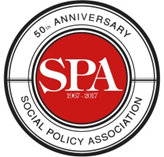 50th ANNIVERSARY
SPA
1967-2017
SOCIAL POLICY ASSOCIATION